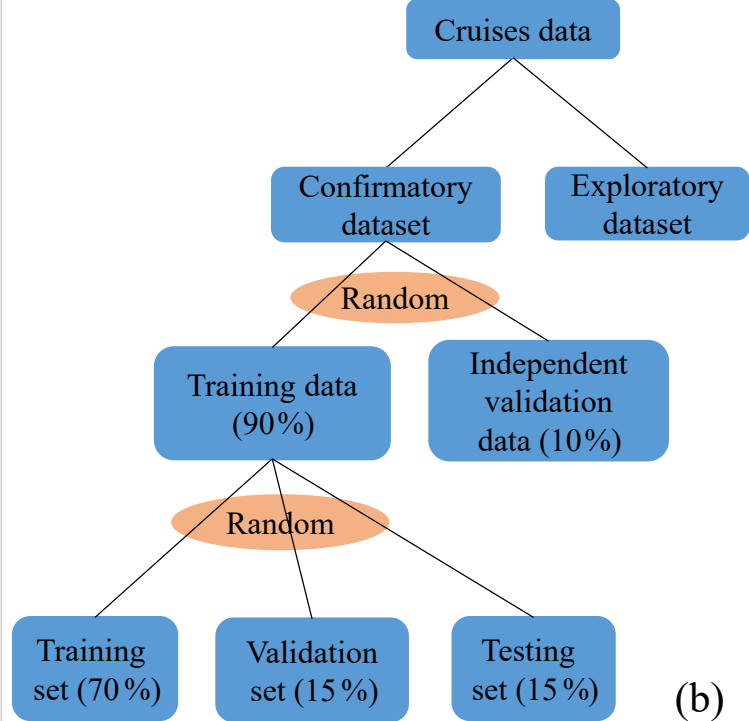 Cruises data
Confirmatory
dataset
Exploratory
dataset
Random
Training data
(90%)
Independent
validation
data (10%)
Random
Training
set (70%)
Validation
set (15%)
Testing
set (15%)
(b)